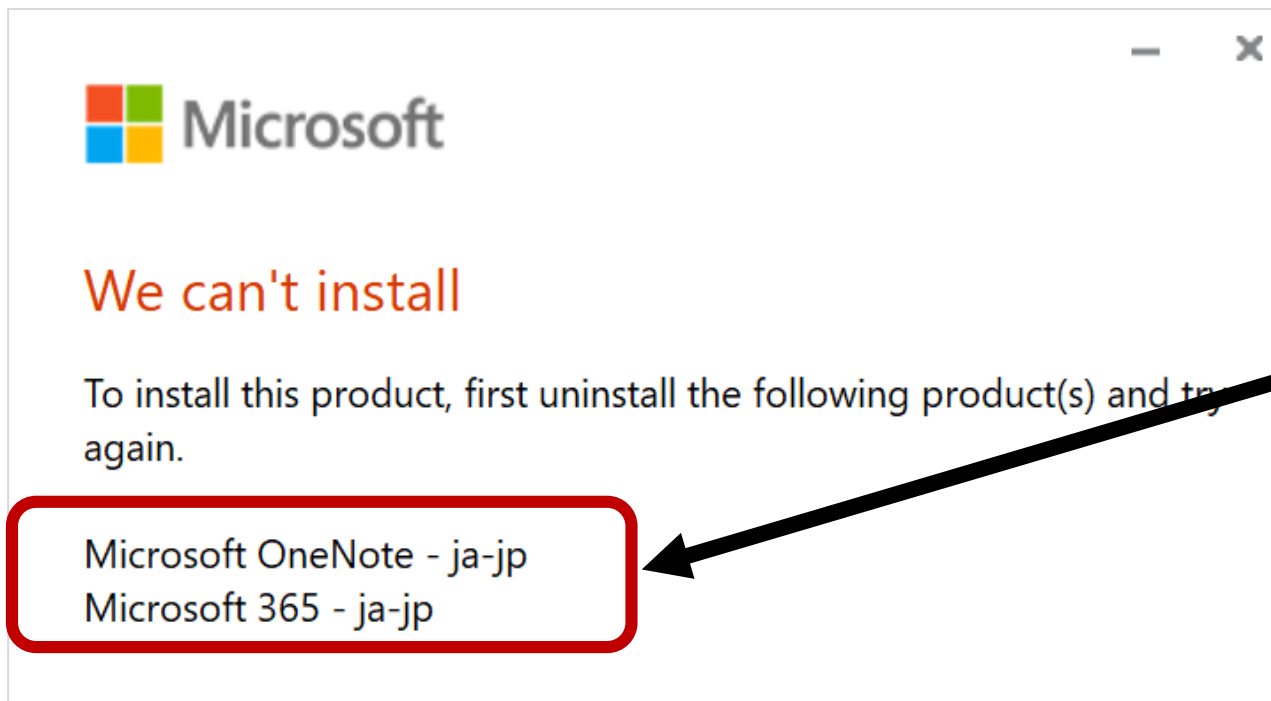 Microsoft
We can't install
To install this product, first uninstall the following product(s) and try
again.
Microsoft OneNote - ja-jp
Microsoft 365 - ja-jp